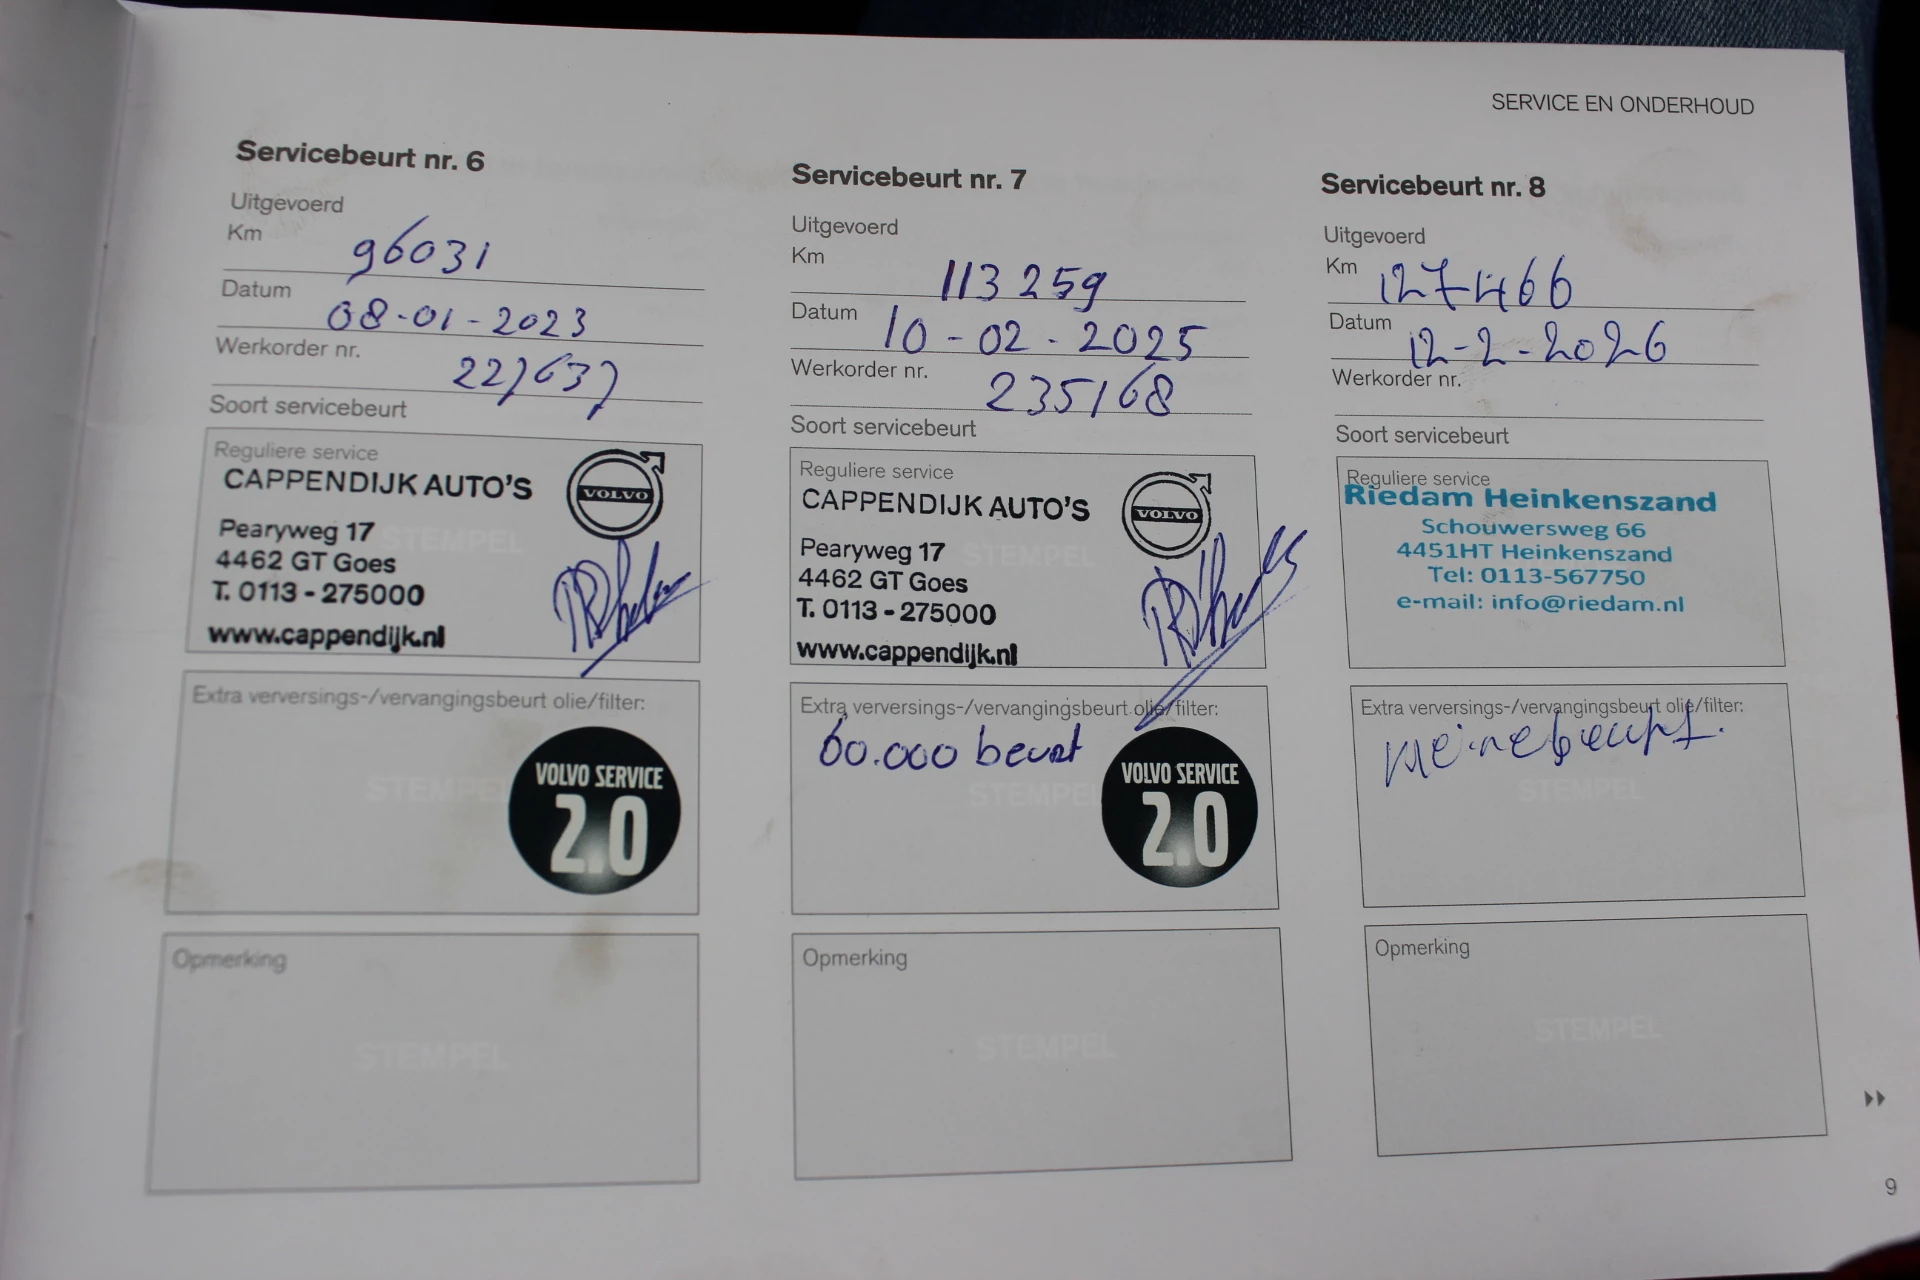 SERVICE EN ONDERHOUD
Servicebeurt nr. 6
Uitgevoerd
Km 96031
Datum 08-01-2023
Werkorder nr. 227637
Soort servicebeurt
Reguliere service
CAPPENDIJK AUTO'S
VOLVO
Pearyweg 17
STEMPEL
4462 GT Goes
T. 0113 - 275000
www.cappendijk.nl
Extra verversings-/vervangingsbeurt olie/filter:
STEMPEL
VOLVO SERVICE
2.0
Opmerking
STEMPEL
Servicebeurt nr. 7
Uitgevoerd
Km 113259
Datum 10-02-2025
Werkorder nr. 235168
Soort servicebeurt
Reguliere service
CAPPENDIJK AUTO'S
VOLVO
Pearyweg 17
STEMPEL
4462 GT Goes
T. 0113 - 275000
www.cappendijk.nl
Extra verversings-/vervangingsbeurt olie/filter:
60.000 beurt
STEMPEL
VOLVO SERVICE
2.0
Opmerking
STEMPEL
Servicebeurt nr. 8
Uitgevoerd
Km 127466
Datum 12-2-2026
Werkorder nr.
Soort servicebeurt
Reguliere service
Riedam Heinkenszand
Schouwersweg 66
4451HT Heinkenszand
Tel: 0113-567750
e-mail: info@riedam.nl
Extra verversings-/vervangingsbeurt olie/filter:
kleine beurt.
STEMPEL
Opmerking
STEMPEL
9